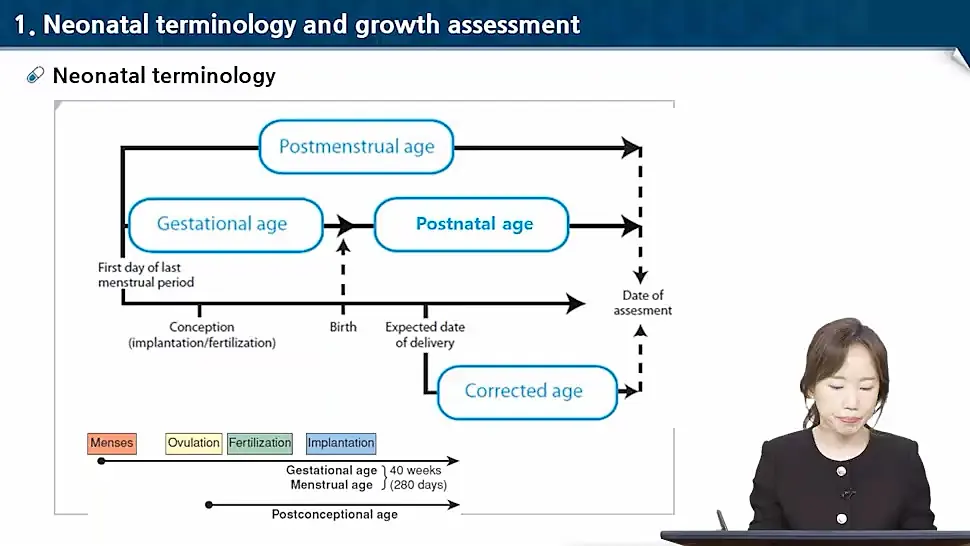 1. Neonatal terminology and growth assessment
Neonatal terminology
Postmenstrual age
Gestational age
Postnatal age
First day of last
menstrual period
Conception
(implantation/fertilization)
Birth
Expected date
of delivery
Date of
assesment
Corrected age
Menses
Ovulation
Fertilization
Implantation
Gestational age
Menstrual age
40 weeks
(280 days)
Postconceptional age